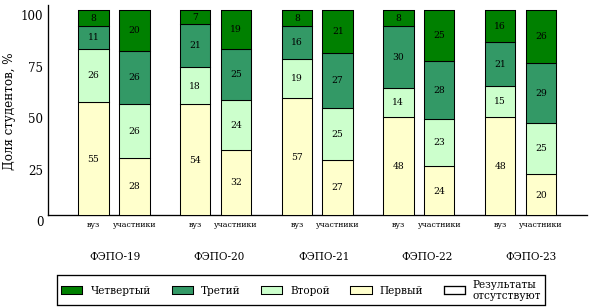 Доля студентов, %
100
75
50
25
0
8 20 7 19 8 21 8 25 16 26
11 26 21 25 16 27 30 28 21 29
26 26 18 24 19 25 14 23 15 25
55 28 54 32 57 27 48 24 48 20
вуз участники вуз участники вуз участники вуз участники вуз участники
ФЭПО-19 ФЭПО-20 ФЭПО-21 ФЭПО-22 ФЭПО-23
Четвертый Третий Второй Первый Результаты
отсутствуют